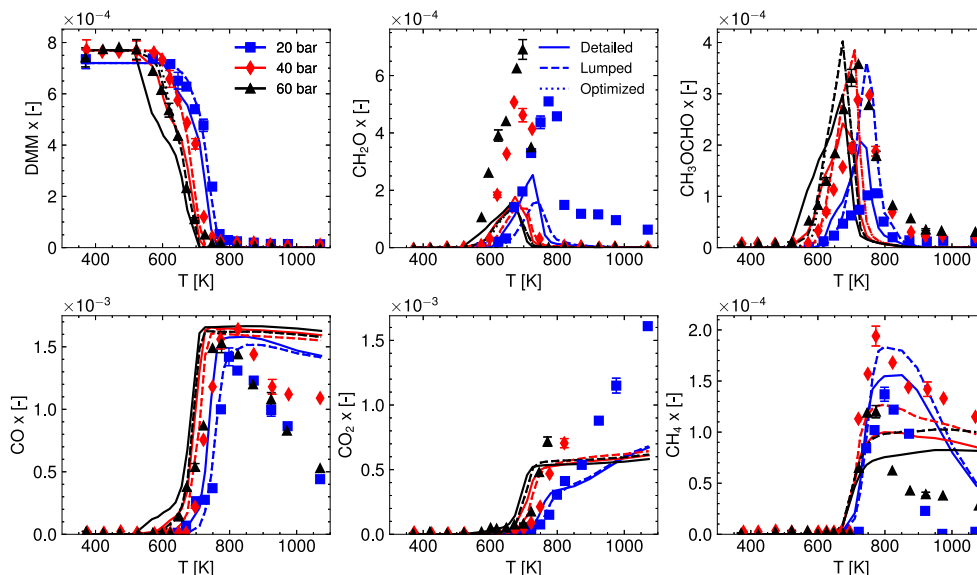 ×10⁻⁴
8
6
4
2
0
DMM x [-]
20 bar
40 bar
60 bar
400 600 800 1000
T [K]
×10⁻⁴
6
4
2
0
CH₂O x [-]
Detailed
Lumped
Optimized
400 600 800 1000
T [K]
×10⁻⁴
4
3
2
1
0
CH₃OCHO x [-]
400 600 800 1000
T [K]
×10⁻³
1.5
1.0
0.5
0.0
CO x [-]
400 600 800 1000
T [K]
×10⁻³
1.5
1.0
0.5
0.0
CO₂ x [-]
400 600 800 1000
T [K]
×10⁻⁴
2.0
1.5
1.0
0.5
0.0
CH₄ x [-]
400 600 800 1000
T [K]